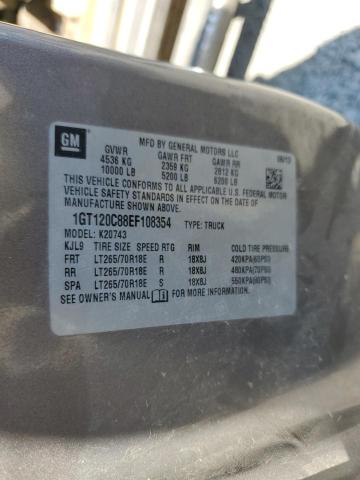 GM
MFD BY GENERAL MOTORS LLC 09/13
GVWR GAWR FRT GAWR RR
4536 KG 2359 KG 2812 KG
10000 LB 5200 LB 6200 LB
THIS VEHICLE CONFORMS TO ALL APPLICABLE U.S. FEDERAL MOTOR
VEHICLE SAFETY STANDARDS IN EFFECT ON THE DATE OF
MANUFACTURE SHOWN ABOVE.
1GT120C88EF108354 TYPE: TRUCK
MODEL: K20743
KJL9 TIRE SIZE SPEED RTG RIM COLD TIRE PRESSURE
FRT LT265/70R18E R 18X8J 420KPA(60PSI)
RR LT265/70R18E R 18X8J 480KPA(70PSI)
SPA LT265/70R18E S 18X8J 550KPA(80PSI)
SEE OWNER'S MANUAL FOR MORE INFORMATION